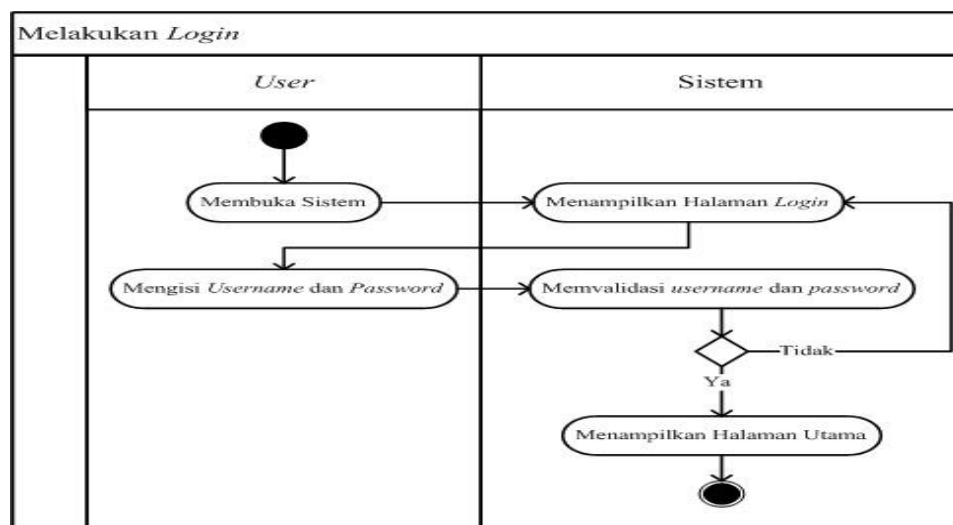 Melakukan Login
User
Sistem
Membuka Sistem
Menampilkan Halaman Login
Mengisi Username dan Password
Memvalidasi username dan password
Tidak
Ya
Menampilkan Halaman Utama